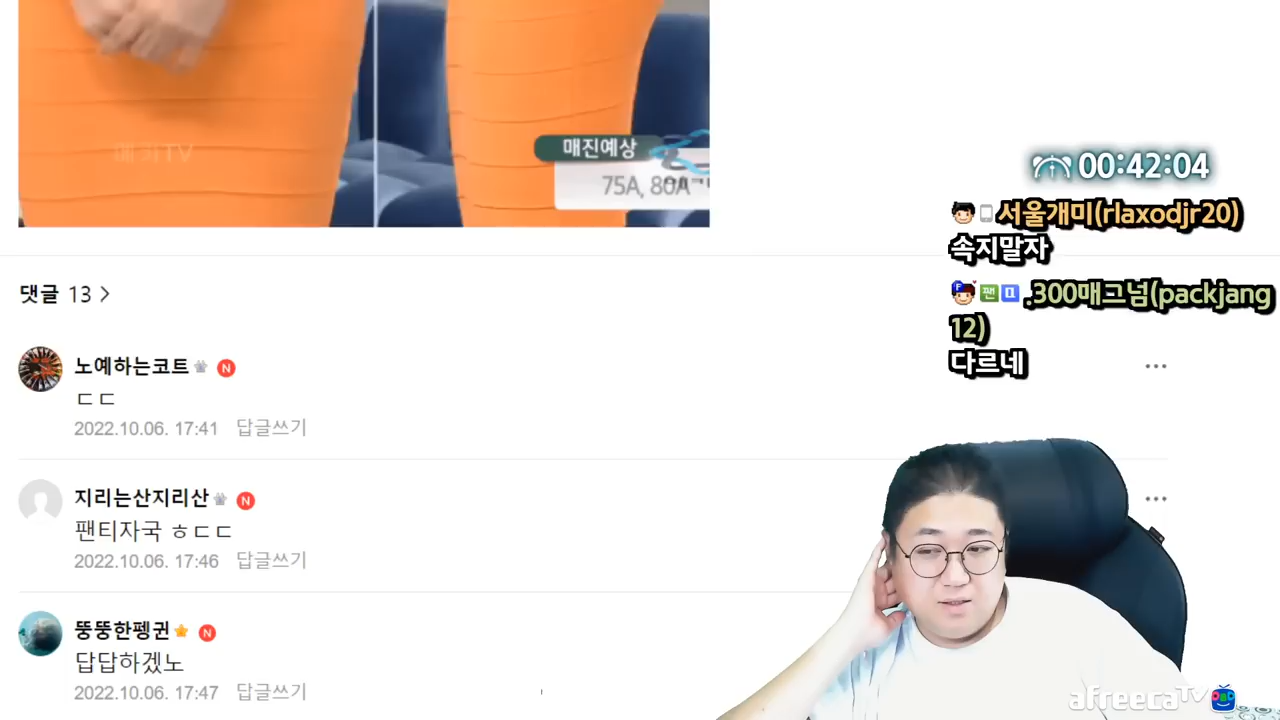 매진예상
75A, 80A
00:42:04
서울개미(rlaxodjr20)
속지말자
팬 .300매그넘(packjang
12)
다르네
댓글 13 >
노예하는코트 N
ㄷㄷ
2022.10.06. 17:41 답글쓰기
지리는산지리산 N
팬티자국 ㅎㄷㄷ
2022.10.06. 17:46 답글쓰기
뚱뚱한펭귄 N
답답하겠노
2022.10.06. 17:47 답글쓰기
afreecaTV